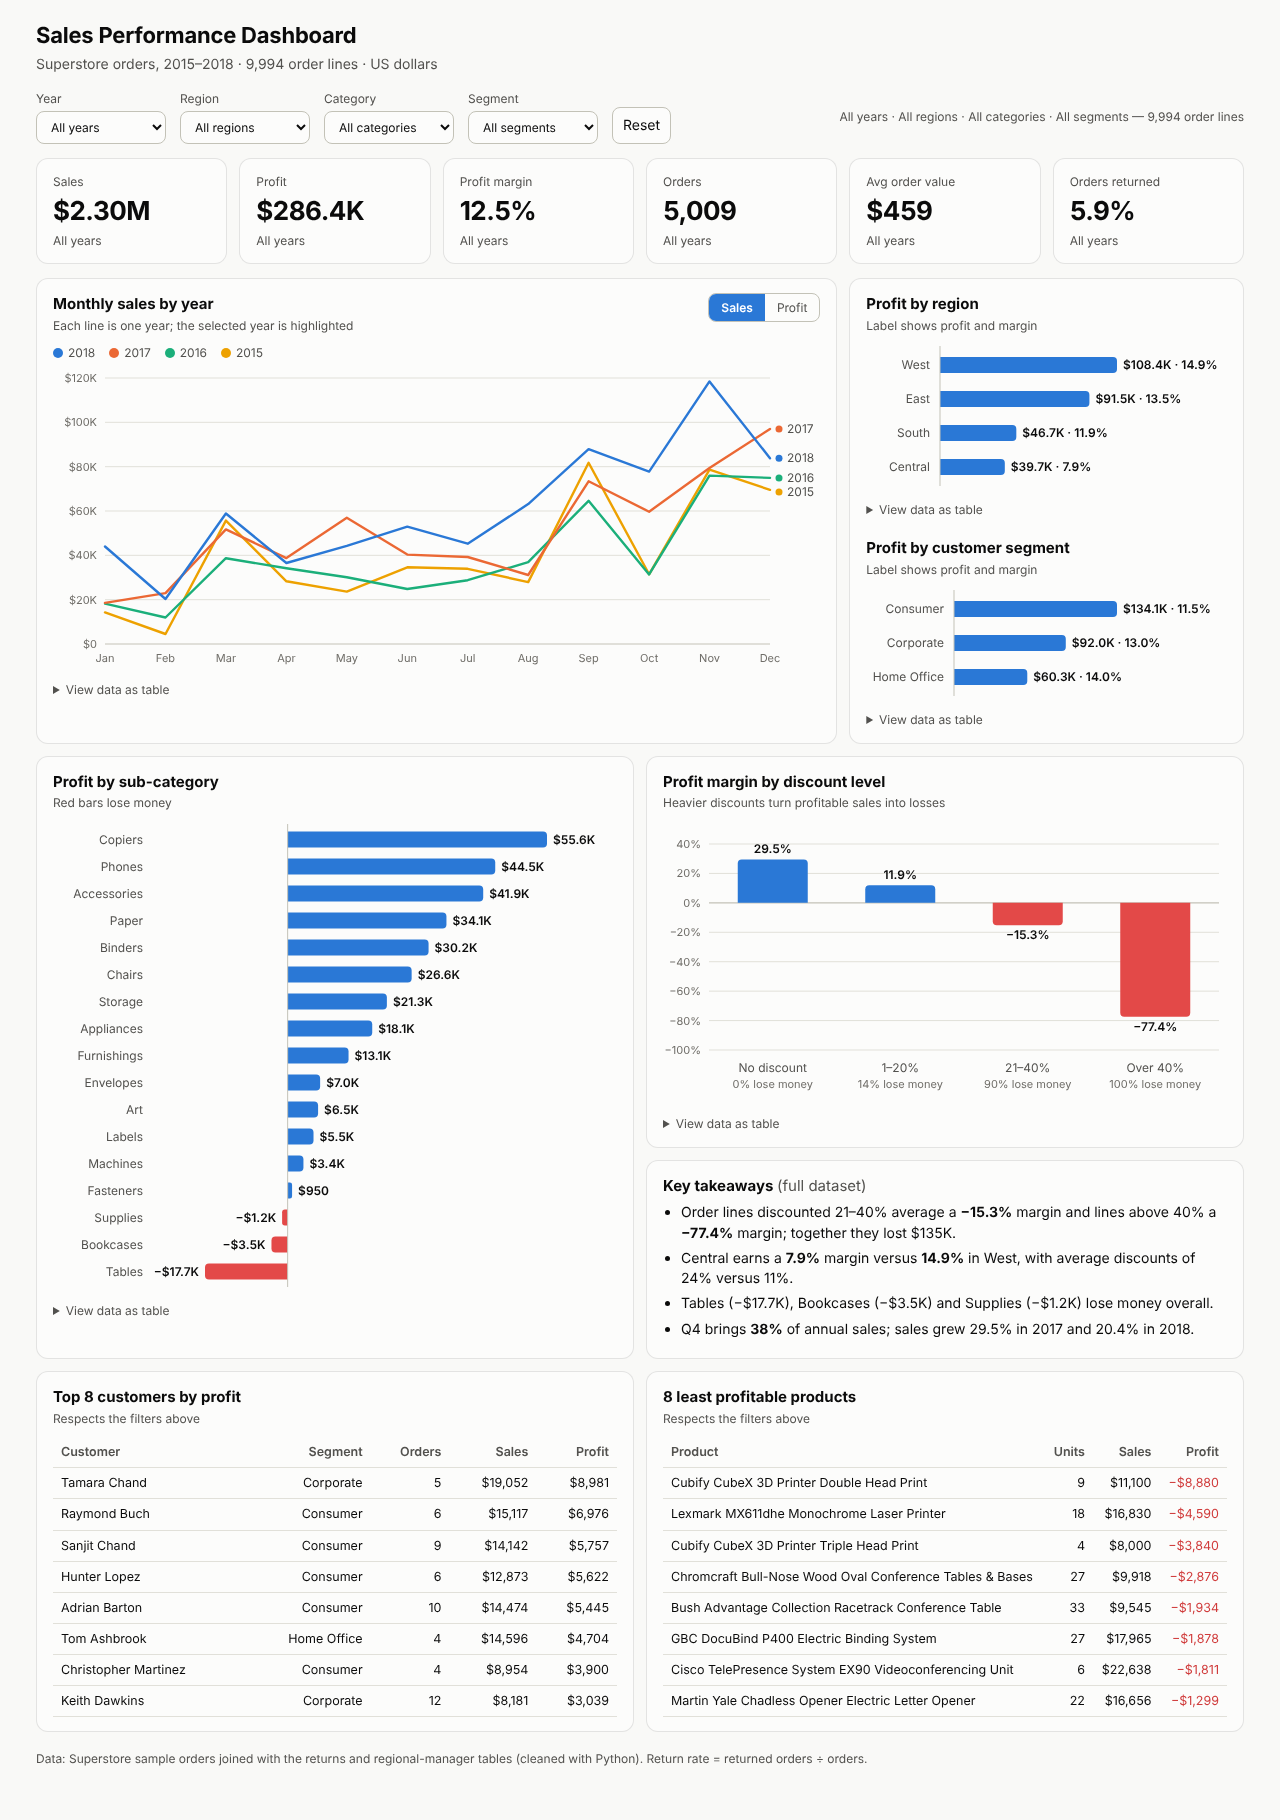 Sales Performance Dashboard
Superstore orders, 2015–2018 · 9,994 order lines · US dollars
Year Region Category Segment
All years All regions All categories All segments Reset
All years · All regions · All categories · All segments — 9,994 order lines
Sales
$2.30M
All years
Profit
$286.4K
All years
Profit margin
12.5%
All years
Orders
5,009
All years
Avg order value
$459
All years
Orders returned
5.9%
All years
Monthly sales by year
Each line is one year; the selected year is highlighted
Sales Profit
2018 2017 2016 2015
$120K
$100K
$80K
$60K
$40K
$20K
$0
2017
2018
2016
2015
Jan Feb Mar Apr May Jun Jul Aug Sep Oct Nov Dec
View data as table
Profit by region
Label shows profit and margin
West $108.4K · 14.9%
East $91.5K · 13.5%
South $46.7K · 11.9%
Central $39.7K · 7.9%
View data as table
Profit by customer segment
Label shows profit and margin
Consumer $134.1K · 11.5%
Corporate $92.0K · 13.0%
Home Office $60.3K · 14.0%
View data as table
Profit by sub-category
Red bars lose money
Copiers $55.6K
Phones $44.5K
Accessories $41.9K
Paper $34.1K
Binders $30.2K
Chairs $26.6K
Storage $21.3K
Appliances $18.1K
Furnishings $13.1K
Envelopes $7.0K
Art $6.5K
Labels $5.5K
Machines $3.4K
Fasteners $950
Supplies −$1.2K
Bookcases −$3.5K
Tables −$17.7K
View data as table
Profit margin by discount level
Heavier discounts turn profitable sales into losses
40%
20%
0%
−20%
−40%
−60%
−80%
−100%
29.5%
11.9%
−15.3%
−77.4%
No discount 1–20% 21–40% Over 40%
0% lose money 14% lose money 90% lose money 100% lose money
View data as table
Key takeaways (full dataset)
• Order lines discounted 21–40% average a −15.3% margin and lines above 40% a
−77.4% margin; together they lost $135K.
• Central earns a 7.9% margin versus 14.9% in West, with average discounts of
24% versus 11%.
• Tables (−$17.7K), Bookcases (−$3.5K) and Supplies (−$1.2K) lose money overall.
• Q4 brings 38% of annual sales; sales grew 29.5% in 2017 and 20.4% in 2018.
Top 8 customers by profit
Respects the filters above
Customer Segment Orders Sales Profit
Tamara Chand Corporate 5 $19,052 $8,981
Raymond Buch Consumer 6 $15,117 $6,976
Sanjit Chand Consumer 9 $14,142 $5,757
Hunter Lopez Consumer 6 $12,873 $5,622
Adrian Barton Consumer 10 $14,474 $5,445
Tom Ashbrook Home Office 4 $14,596 $4,704
Christopher Martinez Consumer 4 $8,954 $3,900
Keith Dawkins Corporate 12 $8,181 $3,039
8 least profitable products
Respects the filters above
Product Units Sales Profit
Cubify CubeX 3D Printer Double Head Print 9 $11,100 −$8,880
Lexmark MX611dhe Monochrome Laser Printer 18 $16,830 −$4,590
Cubify CubeX 3D Printer Triple Head Print 4 $8,000 −$3,840
Chromcraft Bull-Nose Wood Oval Conference Tables & Bases 27 $9,918 −$2,876
Bush Advantage Collection Racetrack Conference Table 33 $9,545 −$1,934
GBC DocuBind P400 Electric Binding System 27 $17,965 −$1,878
Cisco TelePresence System EX90 Videoconferencing Unit 6 $22,638 −$1,811
Martin Yale Chadless Opener Electric Letter Opener 22 $16,656 −$1,299
Data: Superstore sample orders joined with the returns and regional-manager tables (cleaned with Python). Return rate = returned orders ÷ orders.